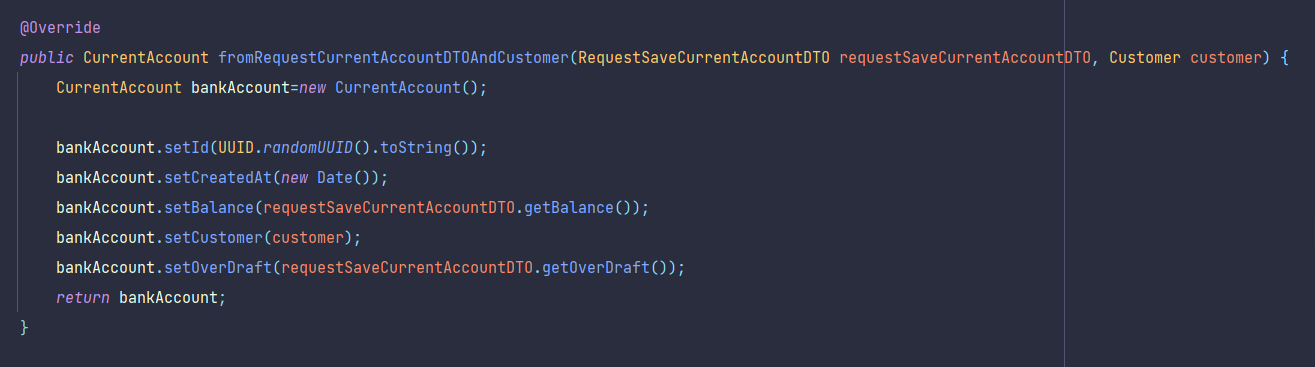 @Override
public CurrentAccount fromRequestCurrentAccountDTOAndCustomer(RequestSaveCurrentAccountDTO requestSaveCurrentAccountDTO, Customer customer) {
    CurrentAccount bankAccount=new CurrentAccount();

    bankAccount.setId(UUID.randomUUID().toString());
    bankAccount.setCreatedAt(new Date());
    bankAccount.setBalance(requestSaveCurrentAccountDTO.getBalance());
    bankAccount.setCustomer(customer);
    bankAccount.setOverDraft(requestSaveCurrentAccountDTO.getOverDraft());
    return bankAccount;
}